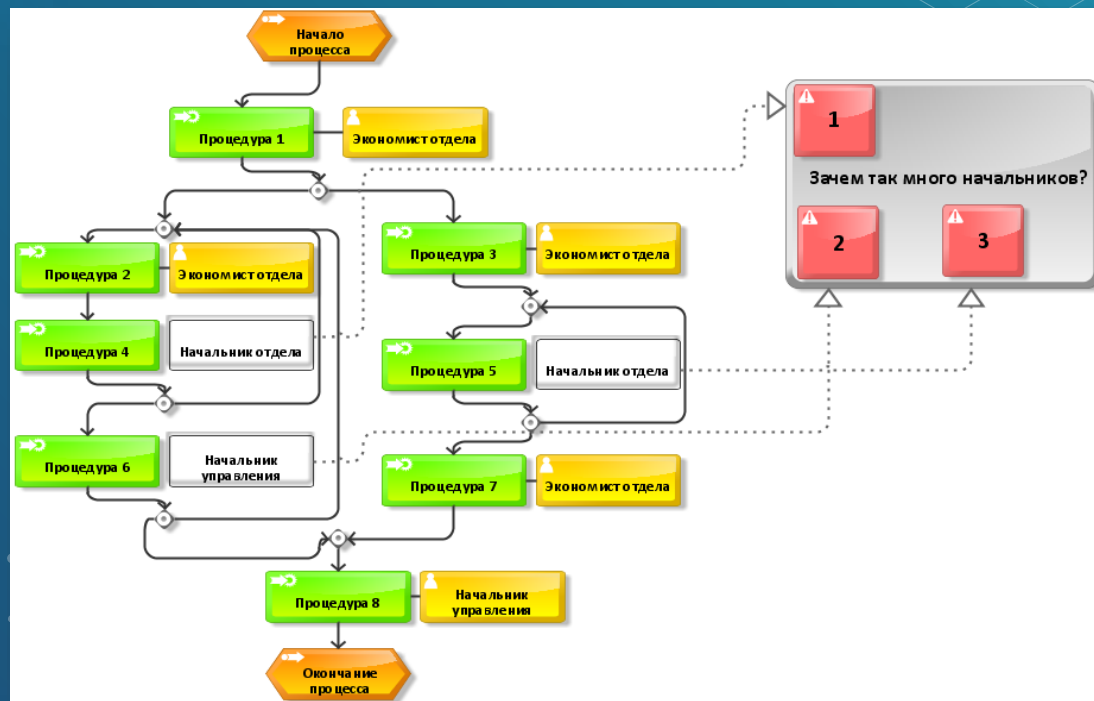 Начало
процесса
Процедура 1
Экономист отдела
1
Зачем так много начальников?
2
3
Процедура 2
Экономист отдела
Процедура 3
Экономист отдела
Процедура 4
Начальник отдела
Процедура 5
Начальник отдела
Процедура 6
Начальник
управления
Процедура 7
Экономист отдела
Процедура 8
Начальник
управления
Окончание
процесса